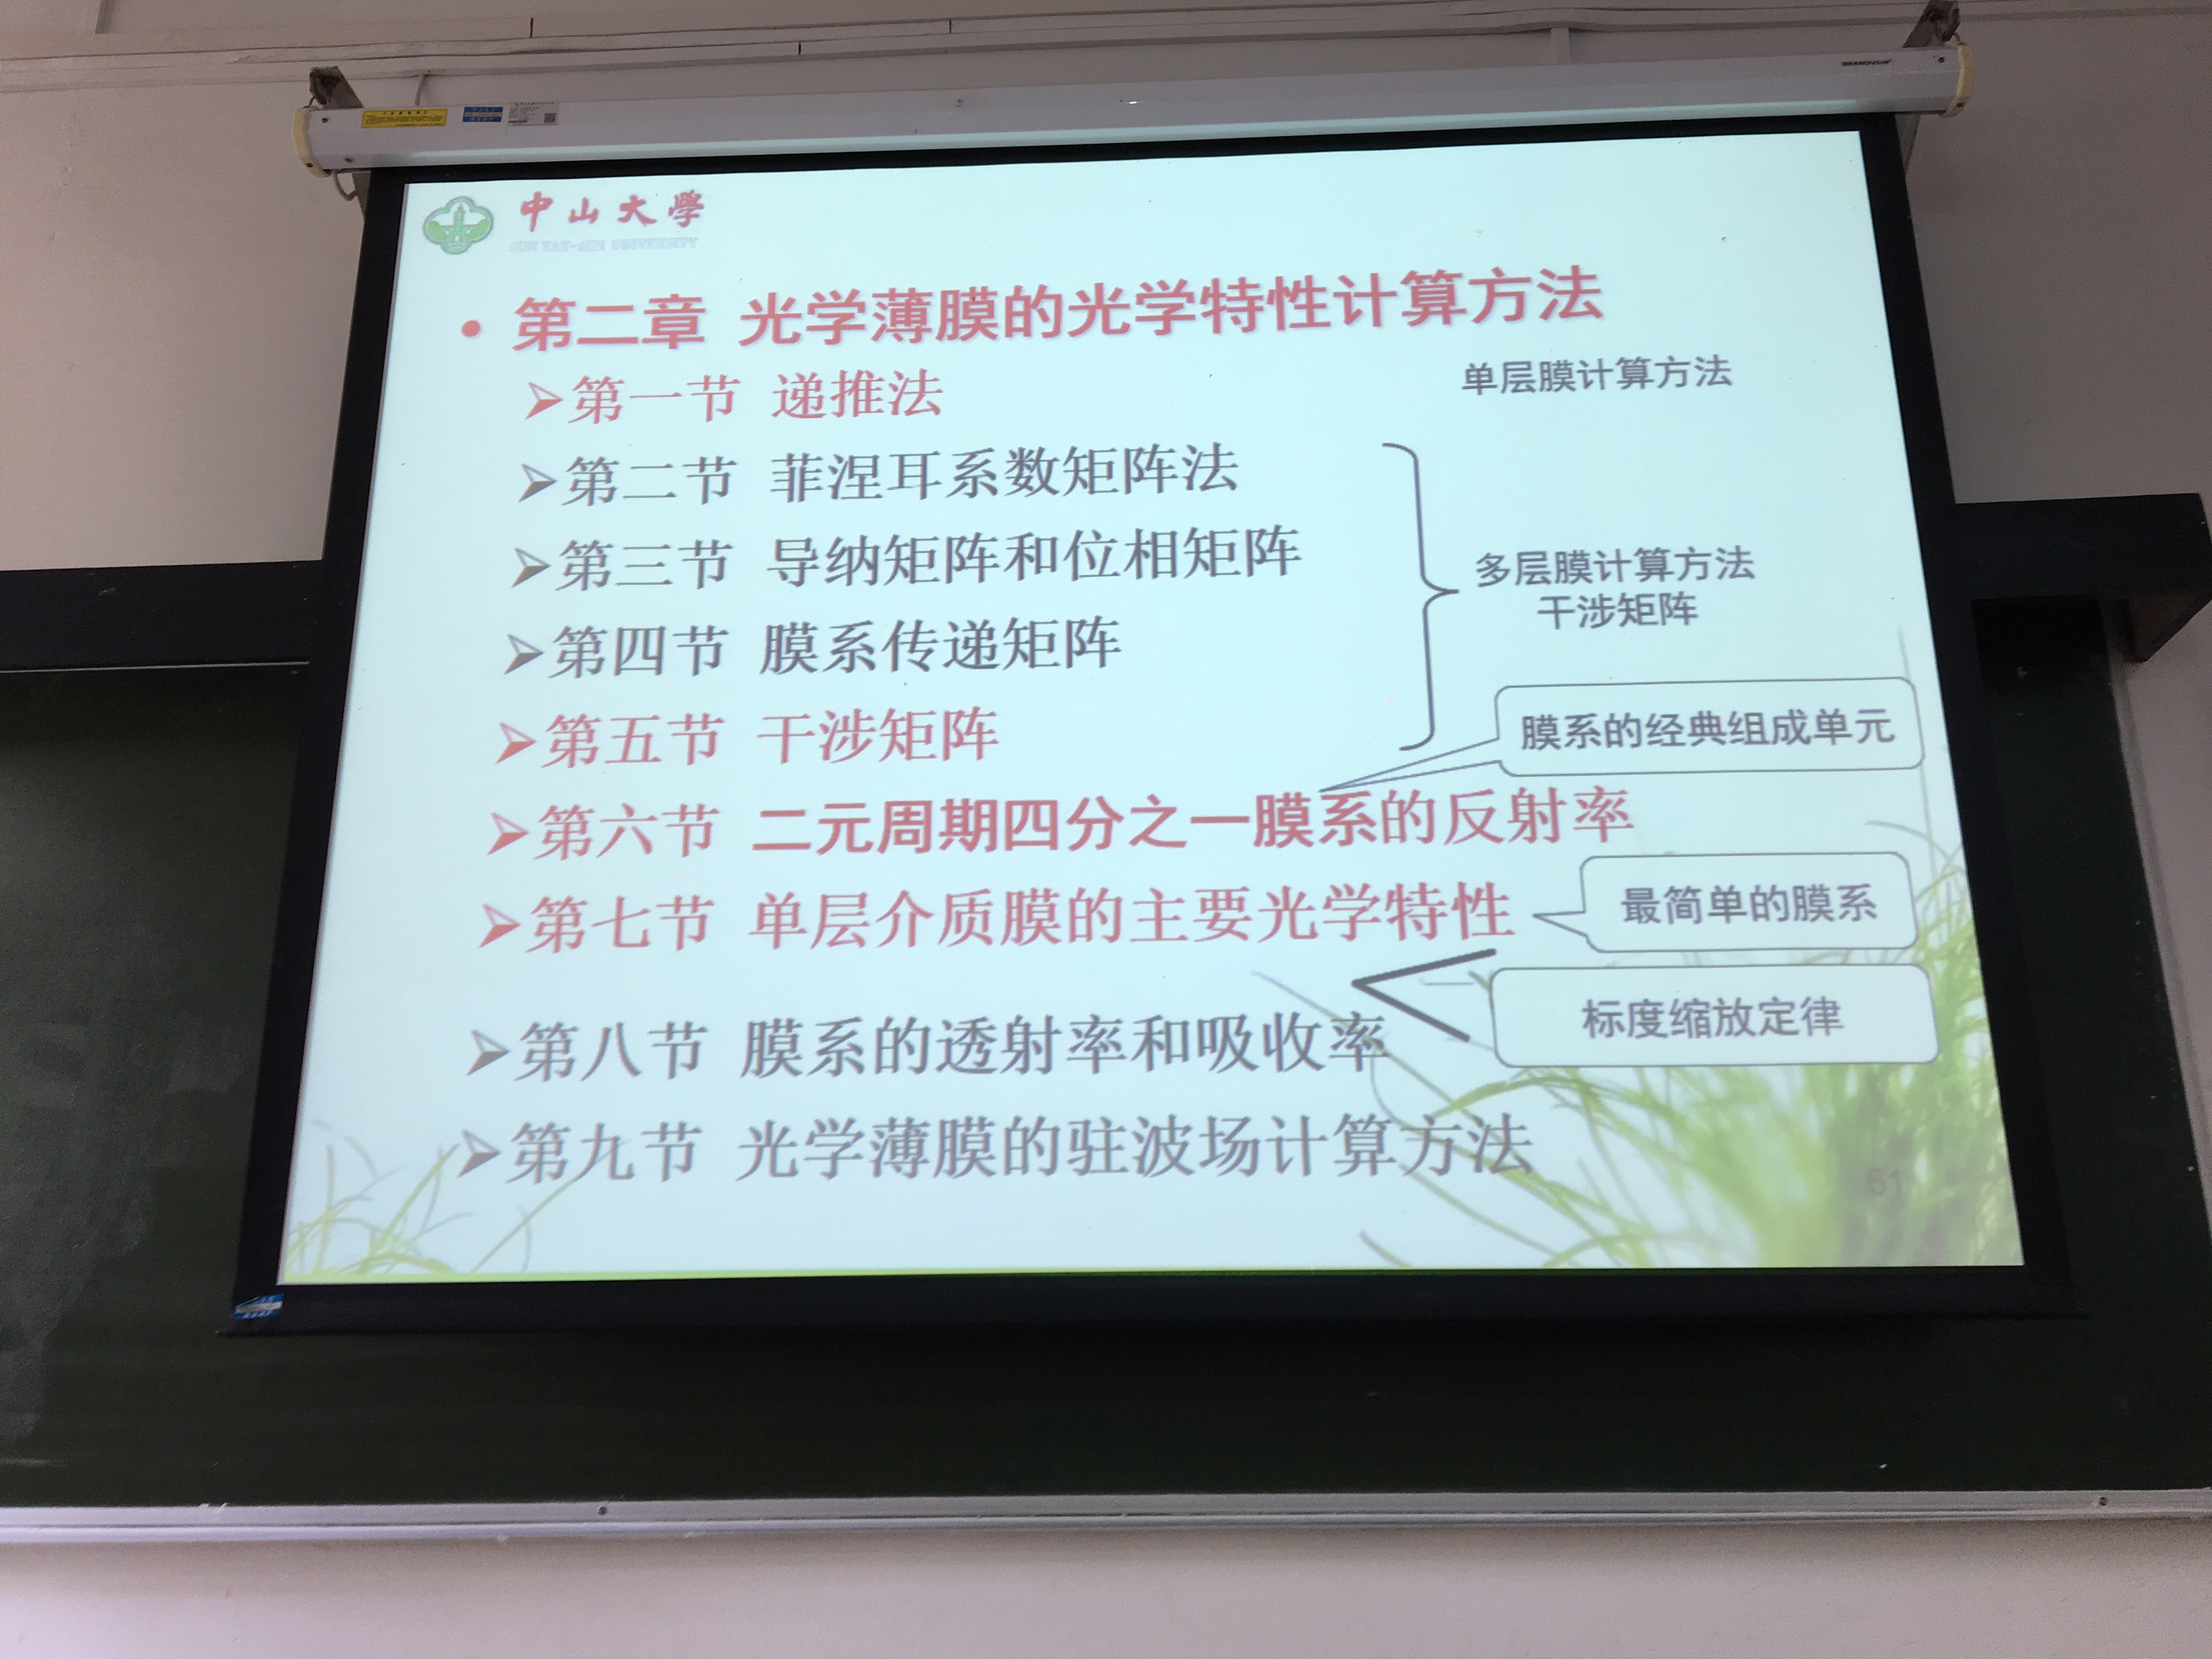 中山大學
SUN YAT-SEN UNIVERSITY
• 第二章 光学薄膜的光学特性计算方法
➢第一节 递推法
单层膜计算方法
➢第二节 菲涅耳系数矩阵法
➢第三节 导纳矩阵和位相矩阵
多层膜计算方法
干涉矩阵
➢第四节 膜系传递矩阵
➢第五节 干涉矩阵
膜系的经典组成单元
➢第六节 二元周期四分之一膜系的反射率
➢第七节 单层介质膜的主要光学特性
最简单的膜系
标度缩放定律
➢第八节 膜系的透射率和吸收率
➢第九节 光学薄膜的驻波场计算方法
61